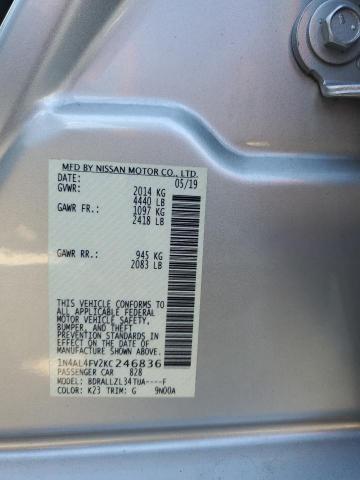 MFD BY NISSAN MOTOR CO., LTD.
DATE: 05/19
GVWR: 2014 KG
4440 LB
GAWR FR: 1097 KG
2418 LB
GAWR RR: 945 KG
2083 LB
THIS VEHICLE CONFORMS TO
ALL APPLICABLE U.S. FEDERAL
MOTOR VEHICLE SAFETY,
BUMPER, AND THEFT
PREVENTION STANDARDS
IN EFFECT ON THE DATE OF
MANUFACTURE SHOWN ABOVE.
1N4AL4FV2KC246836
PASSENGER CAR 828
MODEL: BDRALLZL34TUA----F
COLOR: K23 TRIM: G 9N00A